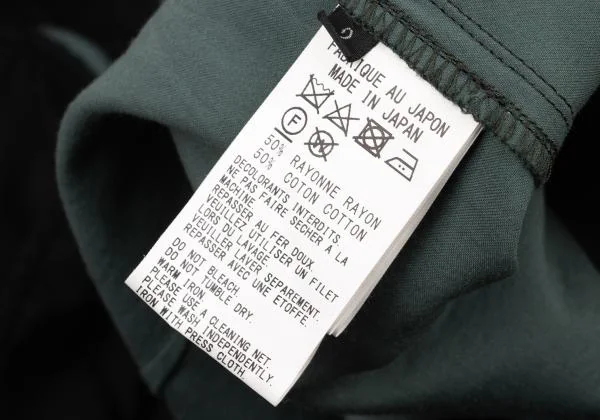 FABRIQUE AU JAPON
MADE IN JAPAN
F
W
50% RAYONNE RAYON
50% COTON COTTON
DECOLORANTS INTERDITS.
NE PAS FAIRE SECHER A LA
MACHINE.
REPASSER AU FER DOUX.
VEUILLEZ UTILISER UN FILET
LORS DU LAVAGE.
VEUILLER LAVER SEPAREMENT.
REPASSER AVEC UNE ETOFFE.
DO NOT BLEACH.
DO NOT TUMBLE DRY.
WARM IRON.
PLEASE USE A CLEANING NET.
PLEASE WASH INDEPENDENTLY.
IRON WITH PRESS CLOTH